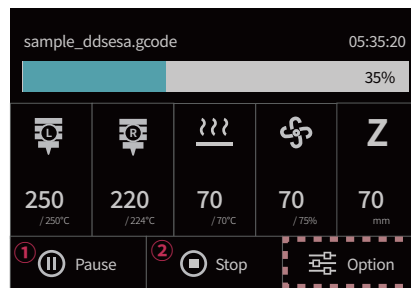 sample_ddsesa.gcode 05:35:20
35%
L R Z
250 220 70 70 70
/ 250°C / 224°C / 70°C / 75% mm
① Pause ② Stop Option